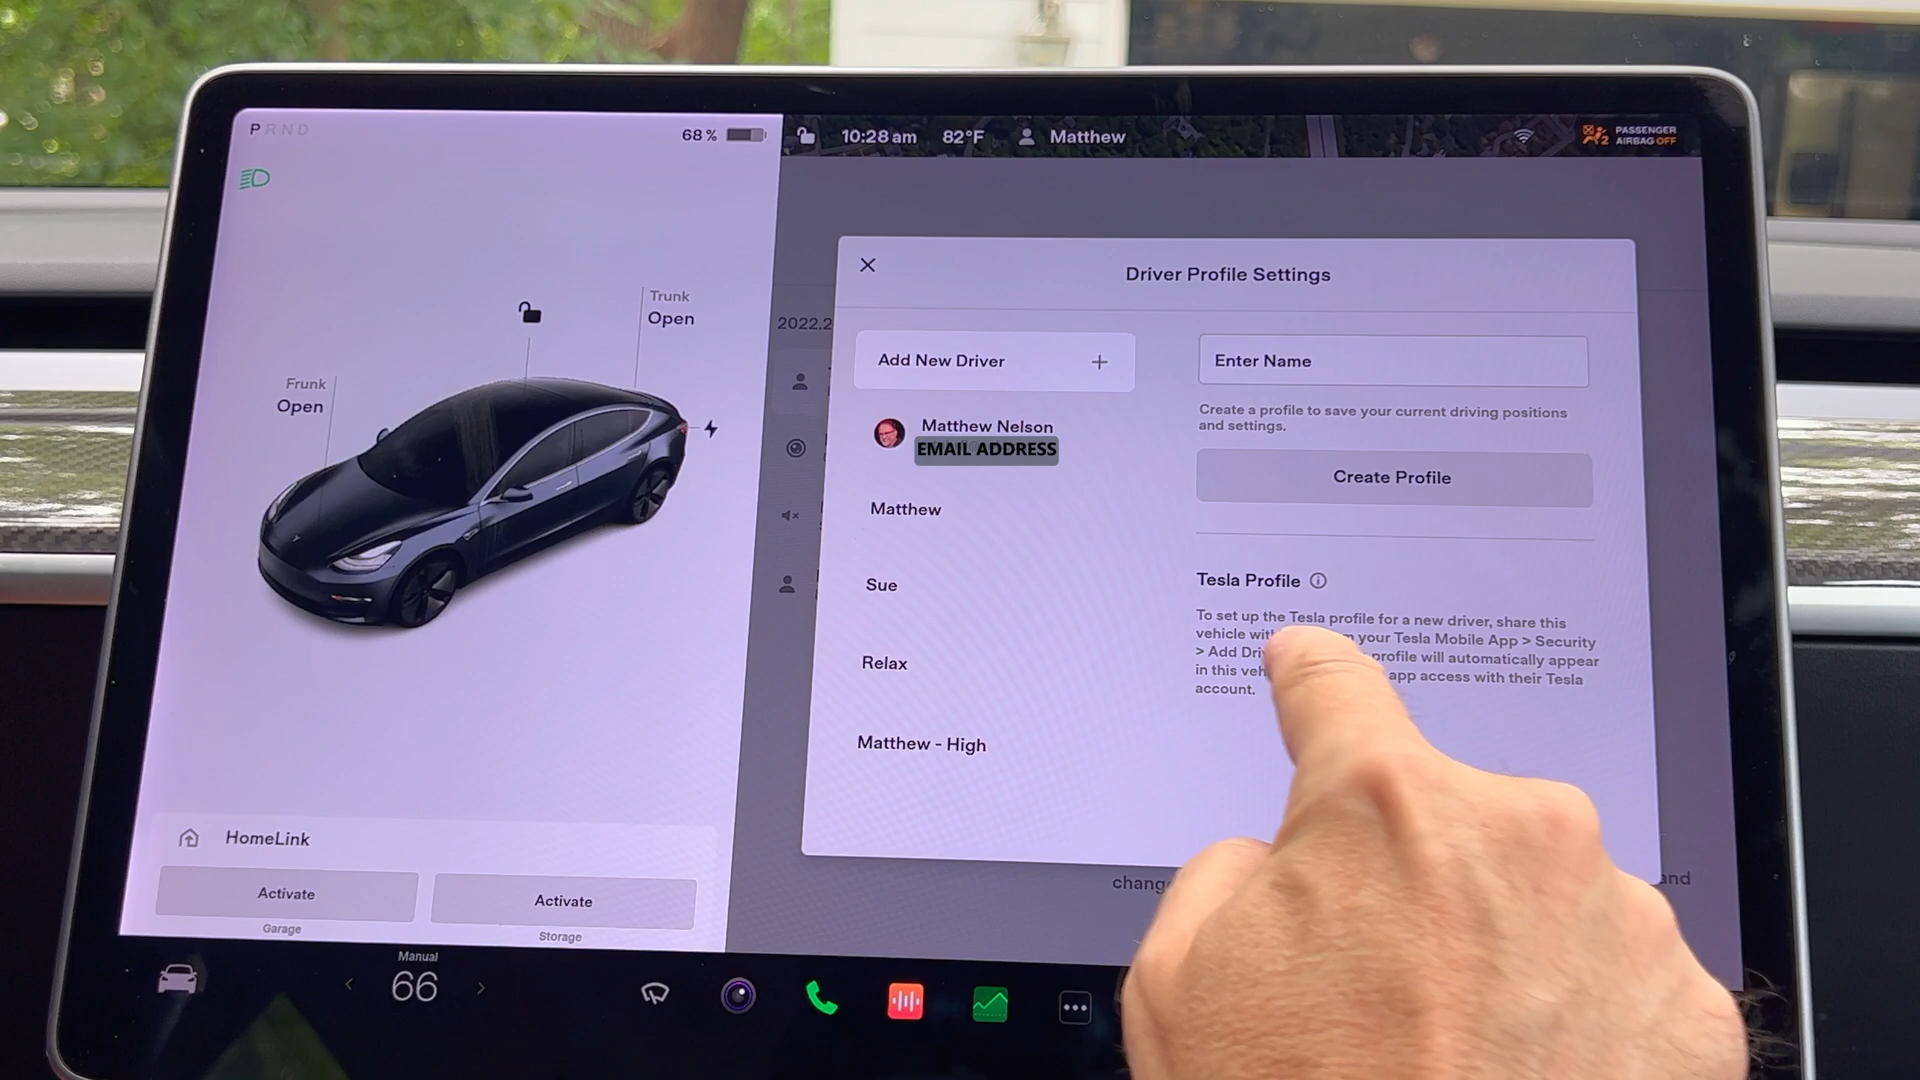 PRND
68 %
10:28 am 82°F Matthew
PASSENGER
AIRBAG OFF
Trunk
Open
Frunk
Open
2022.2
Driver Profile Settings
Add New Driver +
Matthew Nelson
EMAIL ADDRESS
Matthew
Sue
Relax
Matthew - High
Enter Name
Create a profile to save your current driving positions
and settings.
Create Profile
Tesla Profile
To set up the Tesla profile for a new driver, share this
vehicle your Tesla Mobile App > Security
> Add profile will automatically appear
in this app access with their Tesla
account.
and
HomeLink
Activate
Activate
Garage
Storage
Manual
< 66 >